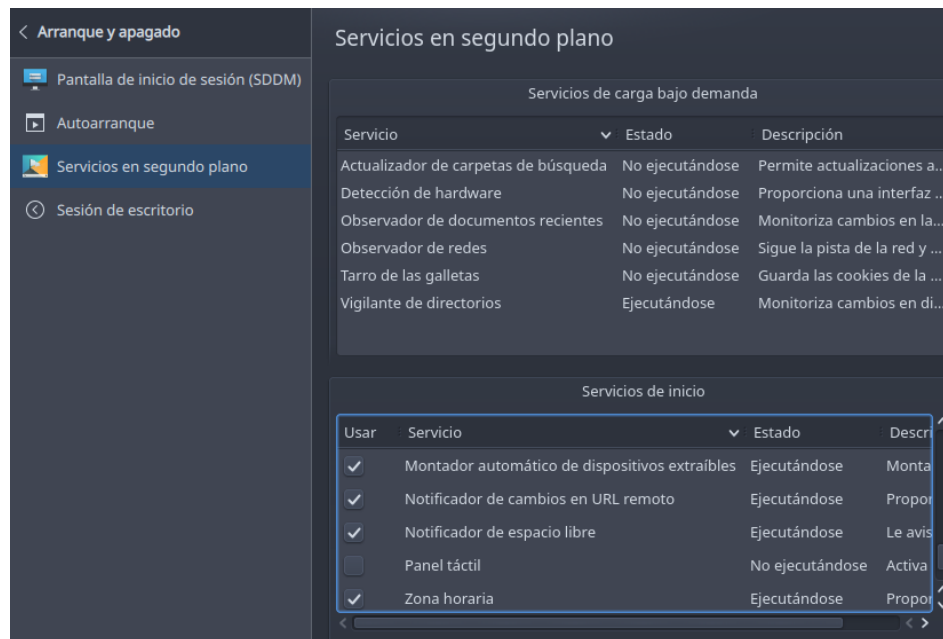 Arranque y apagado
Pantalla de inicio de sesión (SDDM)
Autoarranque
Servicios en segundo plano
Sesión de escritorio
Servicios en segundo plano
Servicios de carga bajo demanda
Servicio Estado Descripción
Actualizador de carpetas de búsqueda No ejecutándose Permite actualizaciones a...
Detección de hardware No ejecutándose Proporciona una interfaz ...
Observador de documentos recientes No ejecutándose Monitoriza cambios en la...
Observador de redes No ejecutándose Sigue la pista de la red y ...
Tarro de las galletas No ejecutándose Guarda las cookies de la ...
Vigilante de directorios Ejecutándose Monitoriza cambios en di...
Servicios de inicio
Usar Servicio Estado Descri
Montador automático de dispositivos extraíbles Ejecutándose Monta
Notificador de cambios en URL remoto Ejecutándose Propor
Notificador de espacio libre Ejecutándose Le avis
Panel táctil No ejecutándose Activa
Zona horaria Ejecutándose Propor